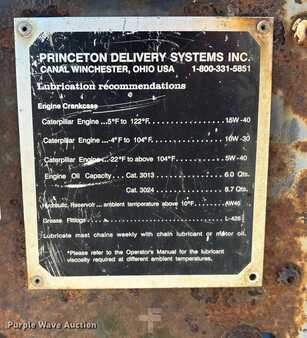 PRINCETON DELIVERY SYSTEMS INC.
CANAL WINCHESTER, OHIO USA 1-800-331-5851
Lubrication recommendations
Engine Crankcase
Caterpillar Engine ...5°F to 122°F. 15W-40
Caterpillar Engine ...-4°F to 104°F. 10W-30
Caterpillar Engine ...-22°F to above 104°F. 5W-40
Engine Oil Capacity Cat. 3013 6.0 Qts.
Cat. 3024 8.7 Qts.
Hydraulic, Reservoir ambient temperature above 10°F. AW46
Grease Fittings L-426
Lubricate mast chains weekly with chain lubricant or motor oil.
*Please refer to the Operator's Manual for the lubricant
viscosity required at different ambient temperatures.
Purple Wave Auction